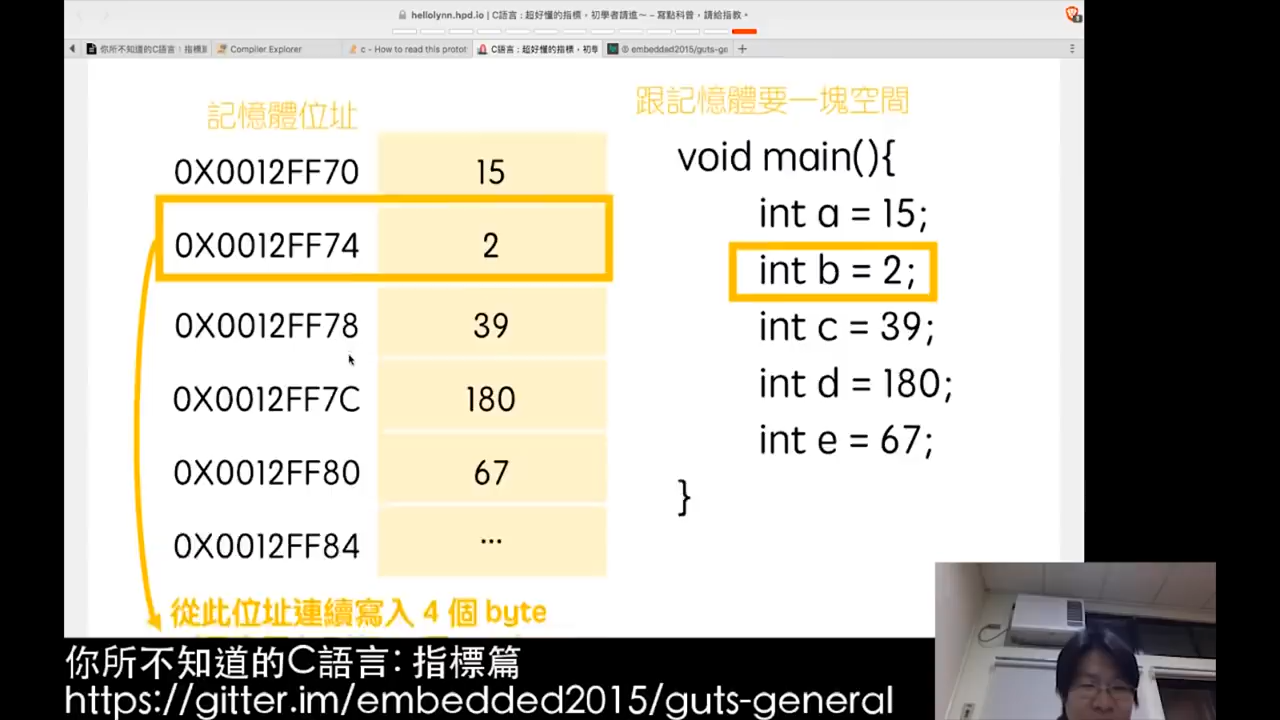 hellolynn.hpd.io | C語言：超好懂的指標，初學者請進～ – 寫點科普，請給指教。
你所不知道的C語言：指標
Compiler Explorer
c - How to read this protot
C語言：超好懂的指標，初學
embedded2015/guts-ge
記憶體位址
跟記憶體要一塊空間
0X0012FF70 15
0X0012FF74 2
0X0012FF78 39
0X0012FF7C 180
0X0012FF80 67
0X0012FF84 ...
void main(){
int a = 15;
int b = 2;
int c = 39;
int d = 180;
int e = 67;
}
從此位址連續寫入 4 個 byte
你所不知道的C語言: 指標篇
https://gitter.im/embedded2015/guts-general